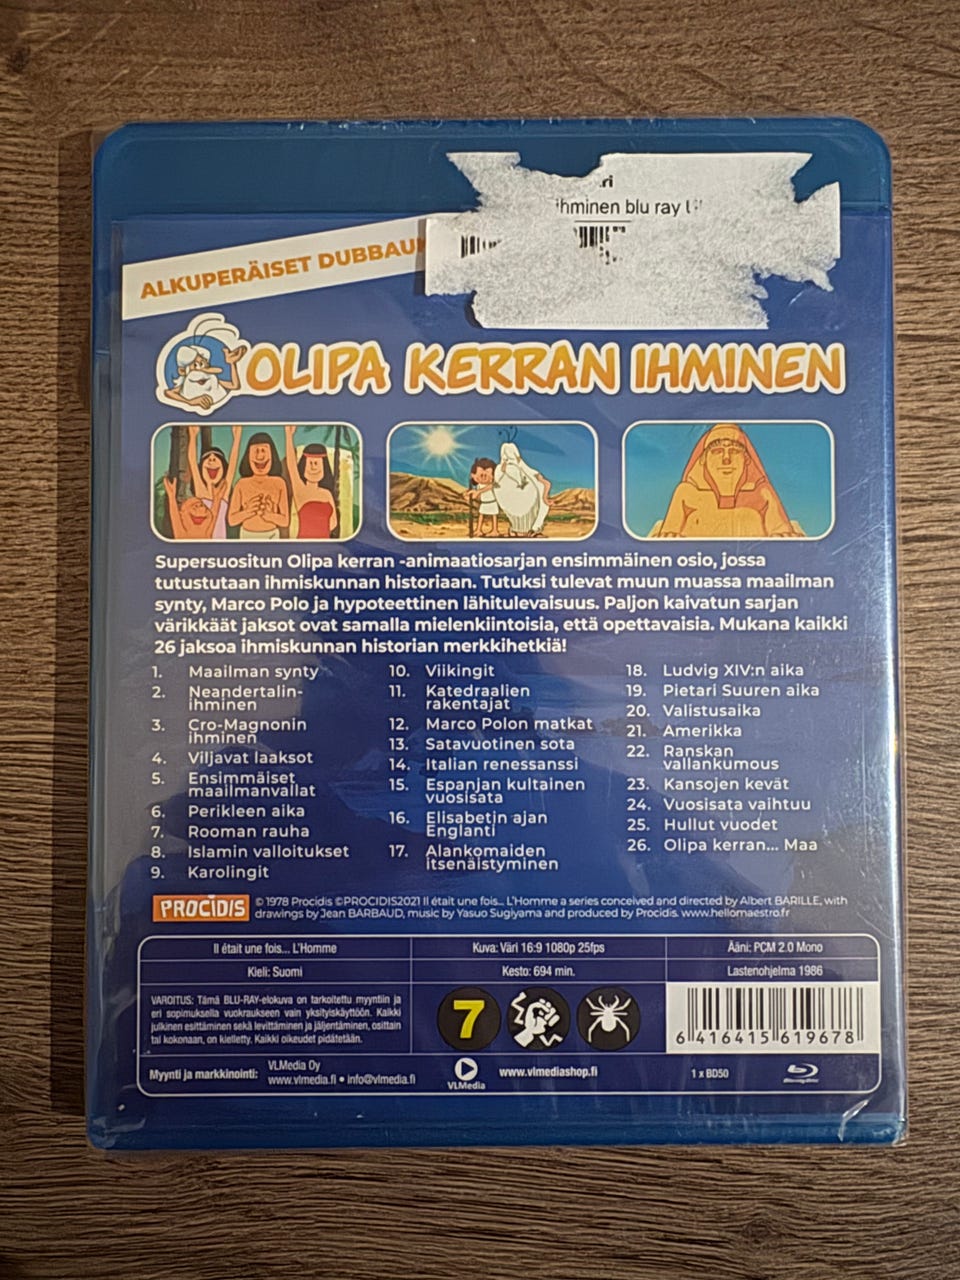 ihminen blu ray
ALKUPERÄISET
OLIPA KERRAN IHMINEN
Supersuositun Olipa kerran -animaatiosarjan ensimmäinen osio, jossa
tutustutaan ihmiskunnan historiaan. Tutuksi tulevat muun muassa maailman
synty, Marco Polo ja hypoteettinen lähitulevaisuus. Paljon kaivatun sarjan
värikkäät jaksot ovat samalla mielenkiintoisia, että opettavaisia. Mukana kaikki
26 jaksoa ihmiskunnan historian merkkihetkiä!
1. Maailman synty
2. Neandertalin-
ihminen
3. Cro-Magnonin
ihminen
4. Viljavat laaksot
5. Ensimmäiset
maailmanvallat
6. Perikleen aika
7. Rooman rauha
8. Islamin valloitukset
9. Karolingit
10. Viikingit
11. Katedraalien
rakentajat
12. Marco Polon matkat
13. Satavuotinen sota
14. Italian renessanssi
15. Espanjan kultainen
vuosisata
16. Elisabetin ajan
Englanti
17. Alankomaiden
itsenäistyminen
18. Ludvig XIV:n aika
19. Pietari Suuren aika
20. Valistusaika
21. Amerikka
22. Ranskan
vallankumous
23. Kansojen kevät
24. Vuosisata vaihtuu
25. Hullut vuodet
26. Olipa kerran... Maa
PROCIDIS
© 1978 Procidis ©PROCIDIS2021 Il était une fois... L'Homme a series conceived and directed by Albert BARILLE, with
drawings by Jean BARBAUD, music by Yasuo Sugiyama and produced by Procidis. www.hellomaestro.fr
Il était une fois... L'Homme
Kuva: Väri 16:9 1080p 25fps
Ääni: PCM 2.0 Mono
Kieli: Suomi
Kesto: 694 min.
Lastenohjelma 1986
VAROITUS: Tämä BLU-RAY-elokuva on tarkoitettu myyntiin ja
eri sopimuksella vuokraukseen vain yksityiskäyttöön. Kaikki
julkinen esittäminen sekä levittäminen ja jäljentäminen, osittain
tai kokonaan, on kielletty. Kaikki oikeudet pidätetään.
7
6 416415 619678
Myynti ja markkinointi:
VLMedia Oy
www.vlmedia.fi • info@vlmedia.fi
VLMedia
www.vlmediashop.fi
1 x BD50
Blu-ray Disc